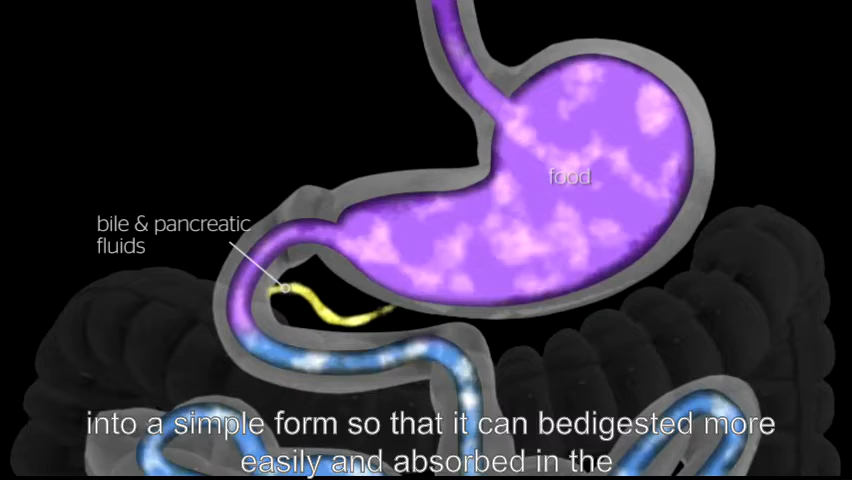 food
bile & pancreatic
fluids
into a simple form so that it can bedigested more
easily and absorbed in the